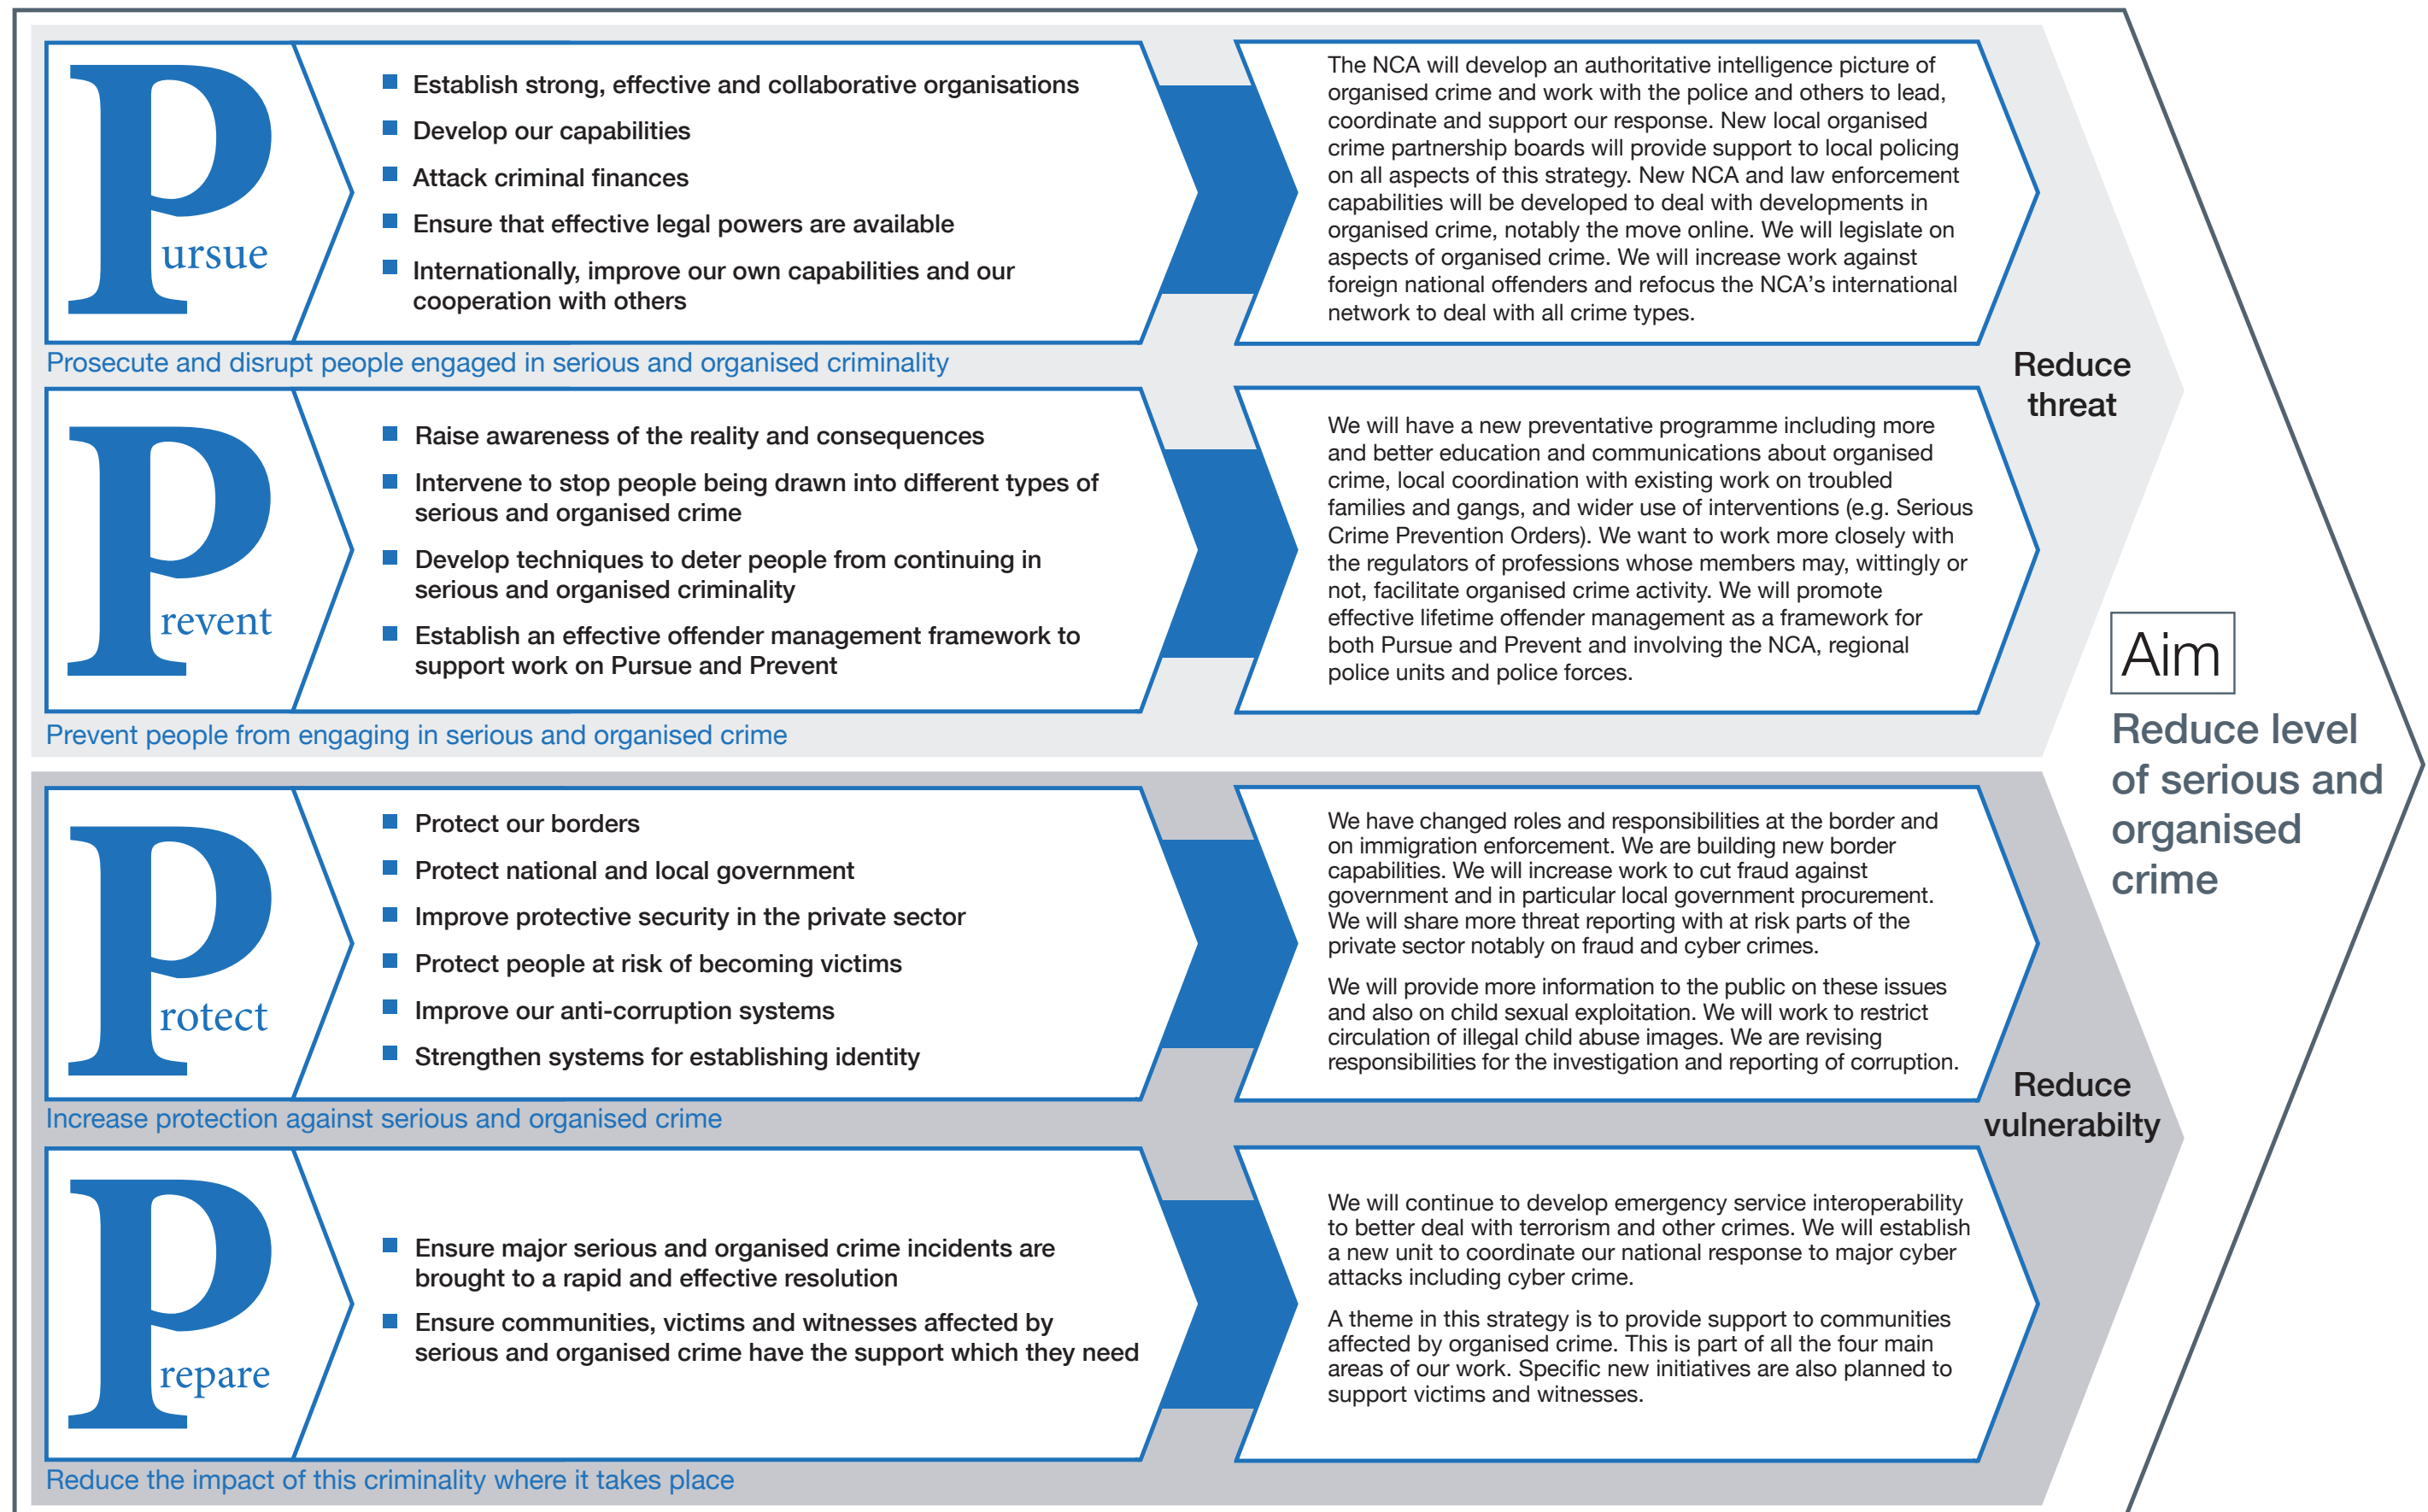 Pursue
Establish strong, effective and collaborative organisations
Develop our capabilities
Attack criminal finances
Ensure that effective legal powers are available
Internationally, improve our own capabilities and our
cooperation with others
The NCA will develop an authoritative intelligence picture of
organised crime and work with the police and others to lead,
coordinate and support our response. New local organised
crime partnership boards will provide support to local policing
on all aspects of this strategy. New NCA and law enforcement
capabilities will be developed to deal with developments in
organised crime, notably the move online. We will legislate on
aspects of organised crime. We will increase work against
foreign national offenders and refocus the NCA's international
network to deal with all crime types.
Prosecute and disrupt people engaged in serious and organised criminality
Prevent
Raise awareness of the reality and consequences
Intervene to stop people being drawn into different types of
serious and organised crime
Develop techniques to deter people from continuing in
serious and organised criminality
Establish an effective offender management framework to
support work on Pursue and Prevent
We will have a new preventative programme including more
and better education and communications about organised
crime, local coordination with existing work on troubled
families and gangs, and wider use of interventions (e.g. Serious
Crime Prevention Orders). We want to work more closely with
the regulators of professions whose members may, wittingly or
not, facilitate organised crime activity. We will promote
effective lifetime offender management as a framework for
both Pursue and Prevent and involving the NCA, regional
police units and police forces.
Prevent people from engaging in serious and organised crime
Reduce
threat
Protect
Protect our borders
Protect national and local government
Improve protective security in the private sector
Protect people at risk of becoming victims
Improve our anti-corruption systems
Strengthen systems for establishing identity
We have changed roles and responsibilities at the border and
on immigration enforcement. We are building new border
capabilities. We will increase work to cut fraud against
government and in particular local government procurement.
We will share more threat reporting with at risk parts of the
private sector notably on fraud and cyber crimes.
We will provide more information to the public on these issues
and also on child sexual exploitation. We will work to restrict
circulation of illegal child abuse images. We are revising
responsibilities for the investigation and reporting of corruption.
Increase protection against serious and organised crime
Prepare
Ensure major serious and organised crime incidents are
brought to a rapid and effective resolution
Ensure communities, victims and witnesses affected by
serious and organised crime have the support which they need
We will continue to develop emergency service interoperability
to better deal with terrorism and other crimes. We will establish
a new unit to coordinate our national response to major cyber
attacks including cyber crime.
A theme in this strategy is to provide support to communities
affected by organised crime. This is part of all the four main
areas of our work. Specific new initiatives are also planned to
support victims and witnesses.
Reduce the impact of this criminality where it takes place
Reduce
vulnerabilty
Aim
Reduce level
of serious and
organised
crime